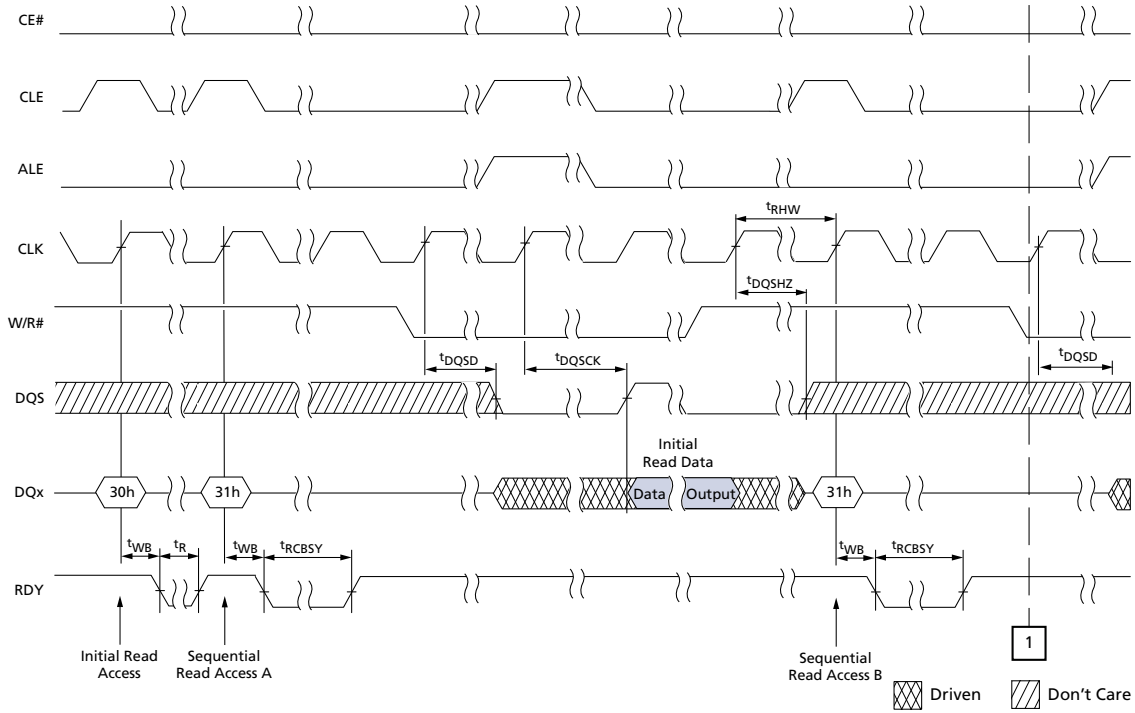 CE#
CLE
ALE
CLK
tRHW
tDQSHZ
W/R#
tDQSD
tDQSCK
tDQSD
DQS
Initial
Read Data
DQx
30h
31h
Data
Output
31h
tWB
tR
tWB
tRCBSY
tWB
tRCBSY
RDY
Initial Read
Access
Sequential
Read Access A
Sequential
Read Access B
1
Driven
Don't Care